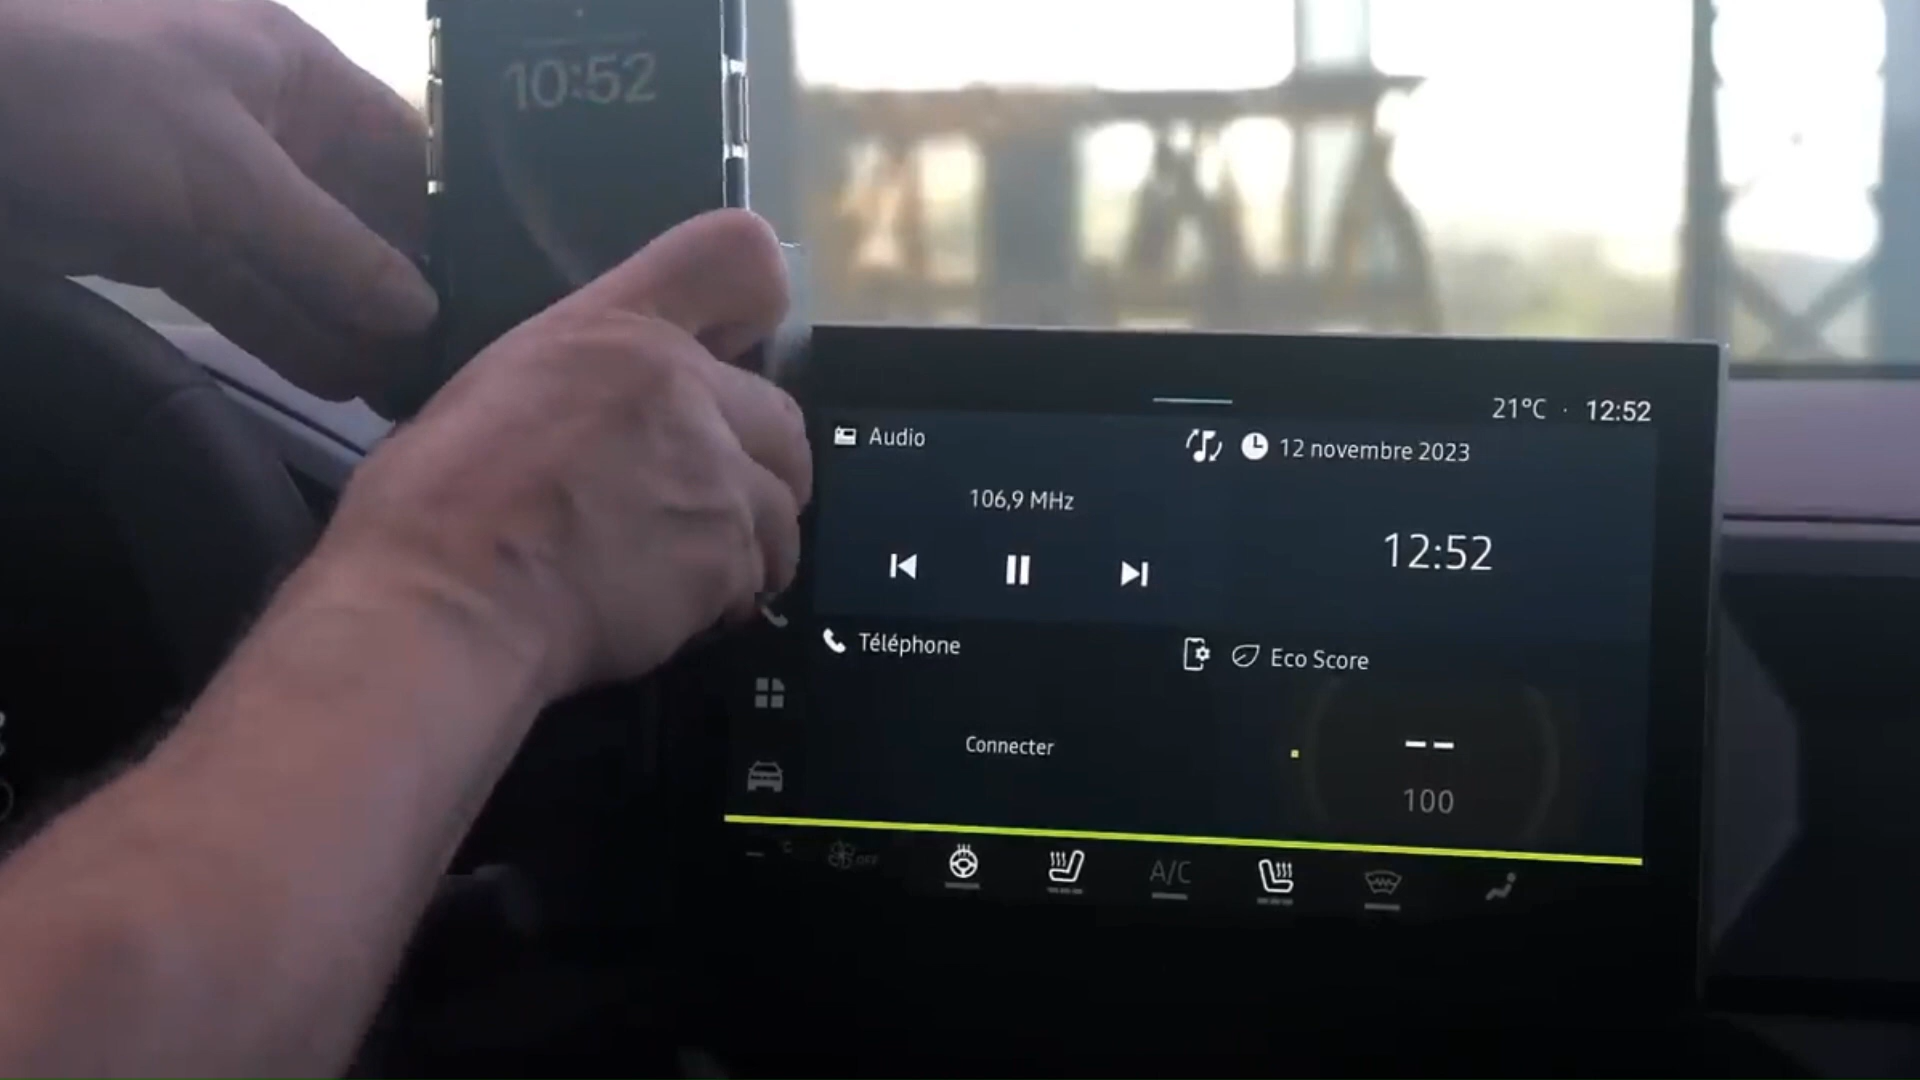 10:52
21°C · 12:52
Audio
12 novembre 2023
106,9 MHz
12:52
Téléphone
Eco Score
Connecter
--
100
-- °C
OFF
A/C